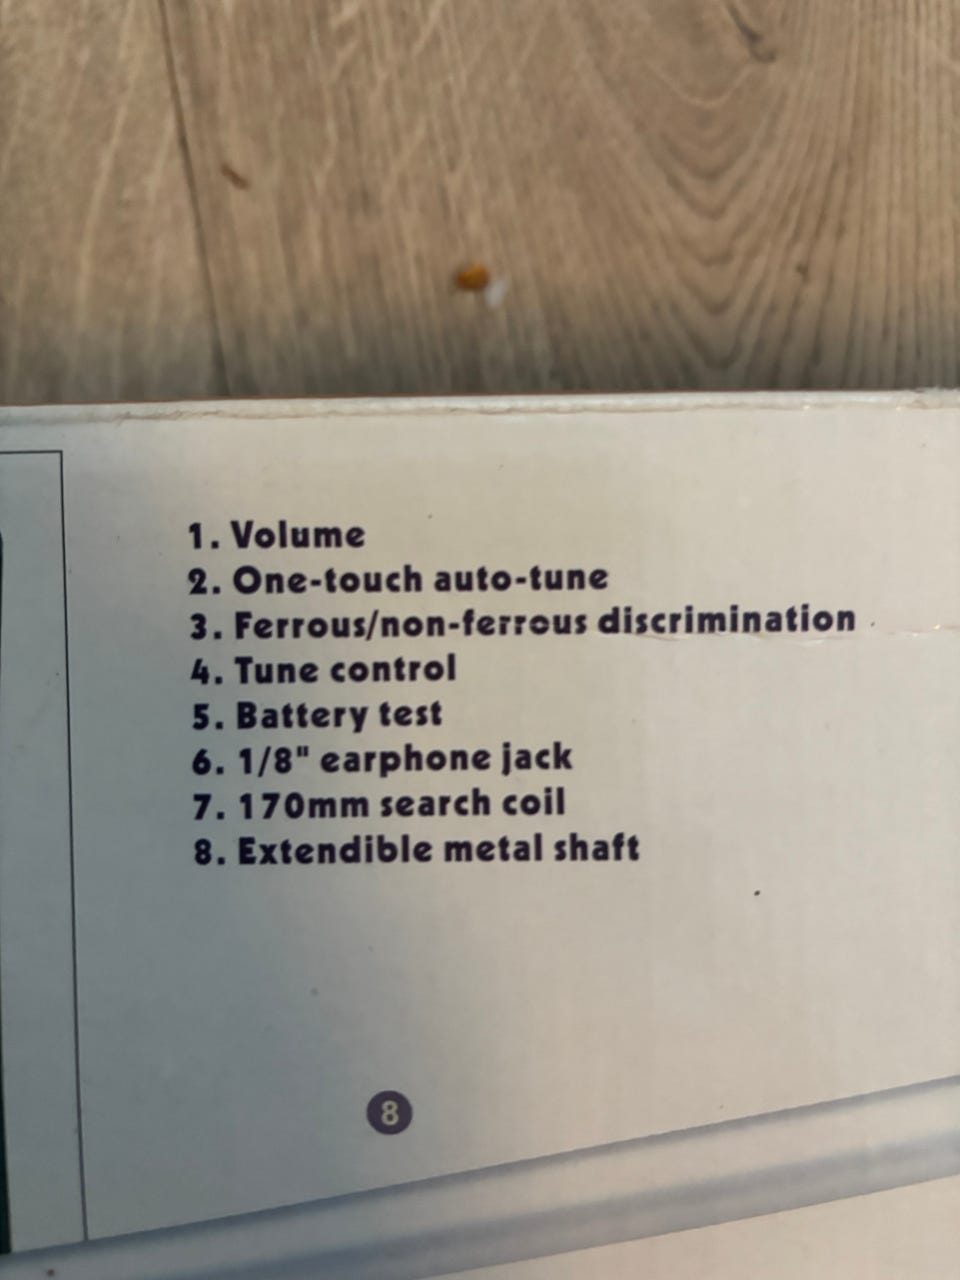 1. Volume
2. One-touch auto-tune
3. Ferrous/non-ferrous discrimination
4. Tune control
5. Battery test
6. 1/8" earphone jack
7. 170mm search coil
8. Extendible metal shaft
8